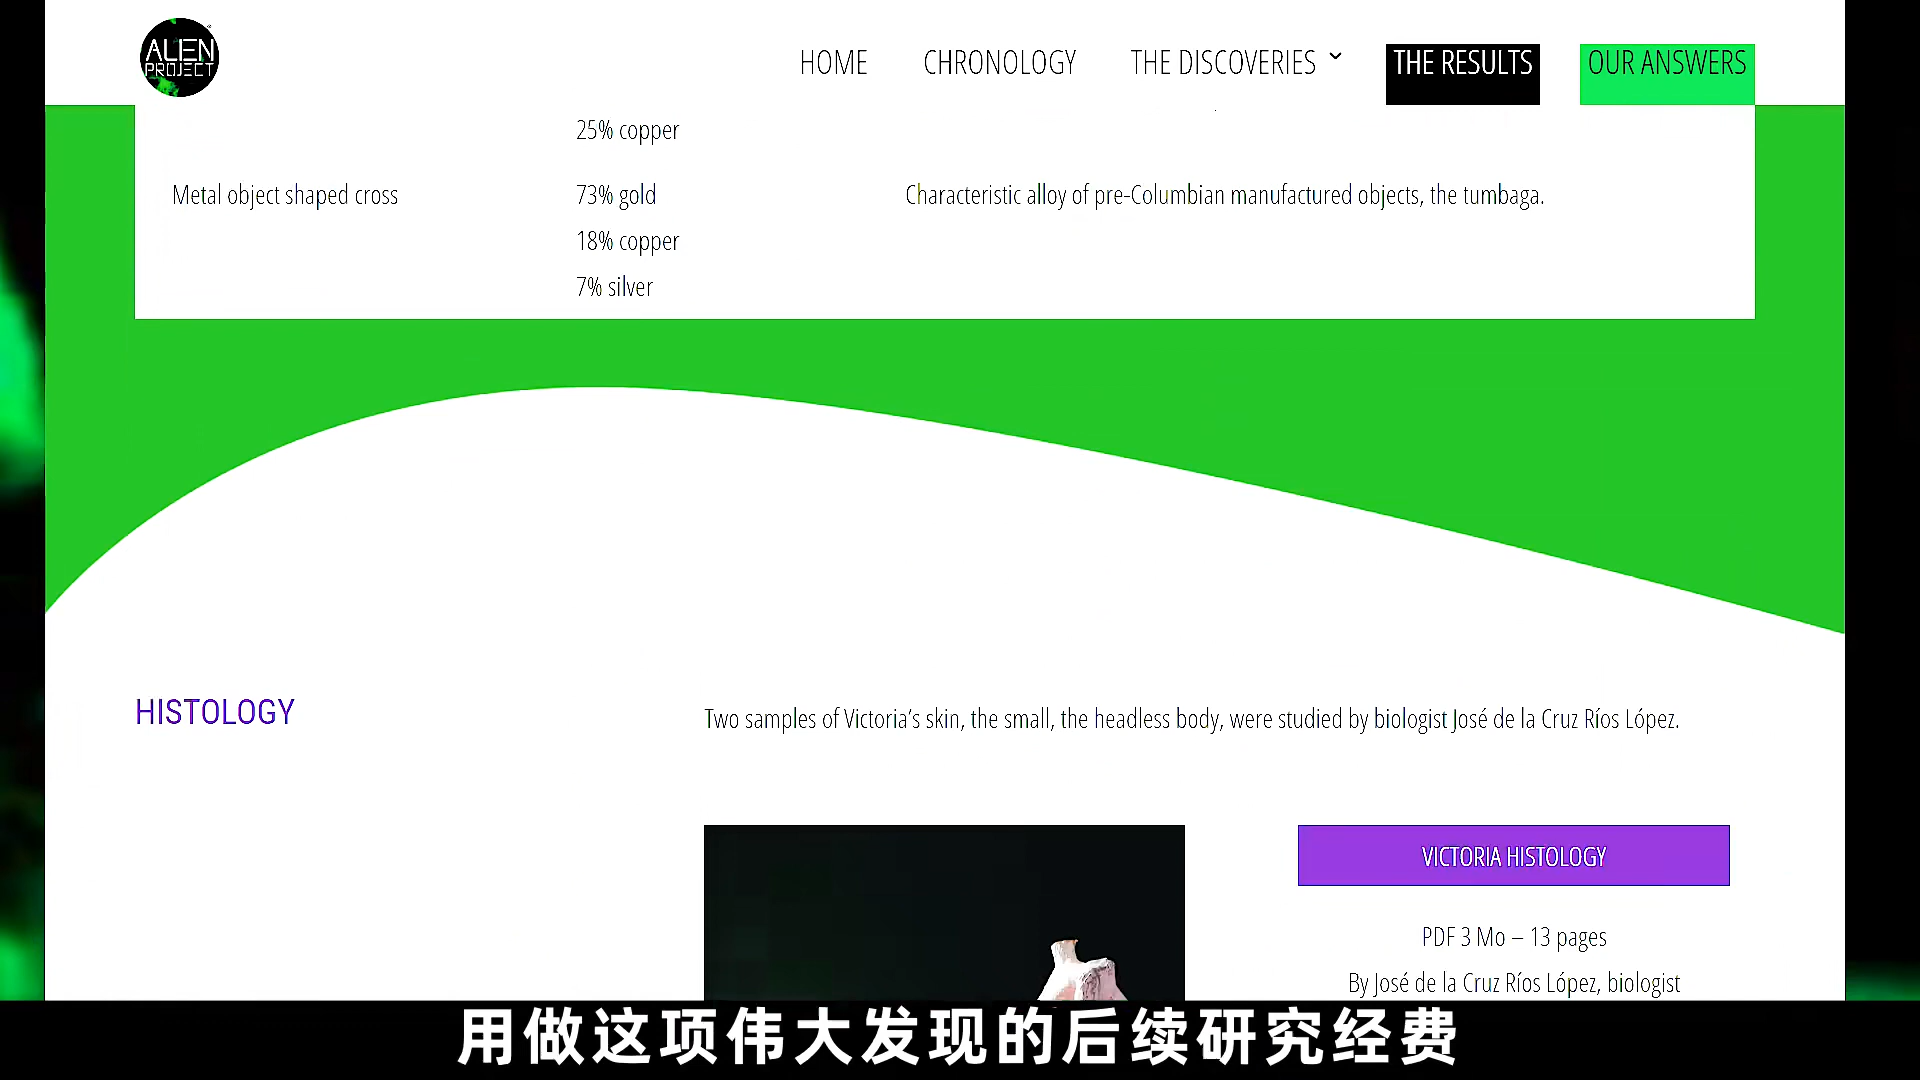 ALIEN
PROJECT
HOME
CHRONOLOGY
THE DISCOVERIES
THE RESULTS
OUR ANSWERS
25% copper
Metal object shaped cross
73% gold
Characteristic alloy of pre-Columbian manufactured objects, the tumbaga.
18% copper
7% silver
HISTOLOGY
Two samples of Victoria's skin, the small, the headless body, were studied by biologist José de la Cruz Ríos López.
VICTORIA HISTOLOGY
PDF 3 Mo – 13 pages
By José de la Cruz Ríos López, biologist
用做这项伟大发现的后续研究经费